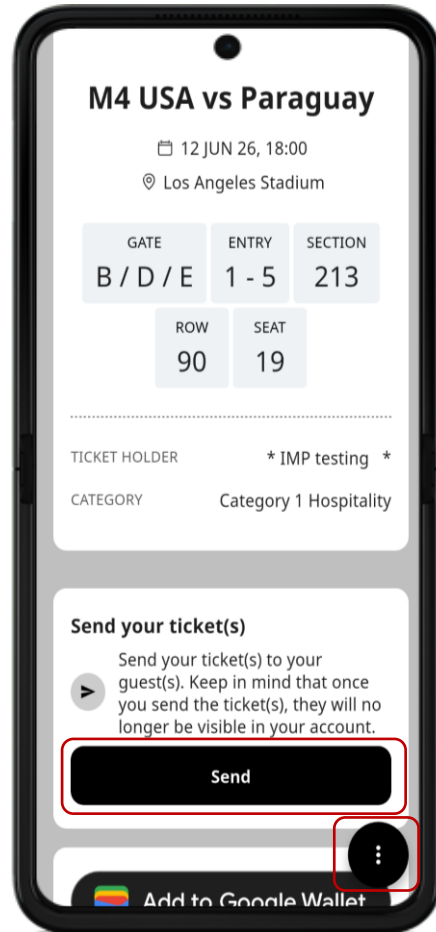 M4 USA vs Paraguay
12 JUN 26, 18:00
Los Angeles Stadium
GATE ENTRY SECTION
B / D / E 1 - 5 213
ROW SEAT
90 19
TICKET HOLDER * IMP testing *
CATEGORY Category 1 Hospitality
Send your ticket(s)
Send your ticket(s) to your
guest(s). Keep in mind that once
you send the ticket(s), they will no
longer be visible in your account.
Send
Add to Google Wallet